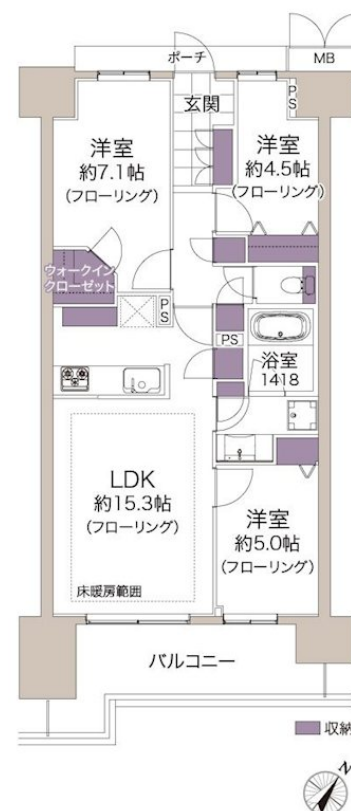 ポーチ
MB
玄関
PS
洋室
約7.1帖
(フローリング)
洋室
約4.5帖
(フローリング)
ウォークイン
クローゼット
PS
PS
浴室
1418
LDK
約15.3帖
(フローリング)
床暖房範囲
洋室
約5.0帖
(フローリング)
バルコニー
収納
N